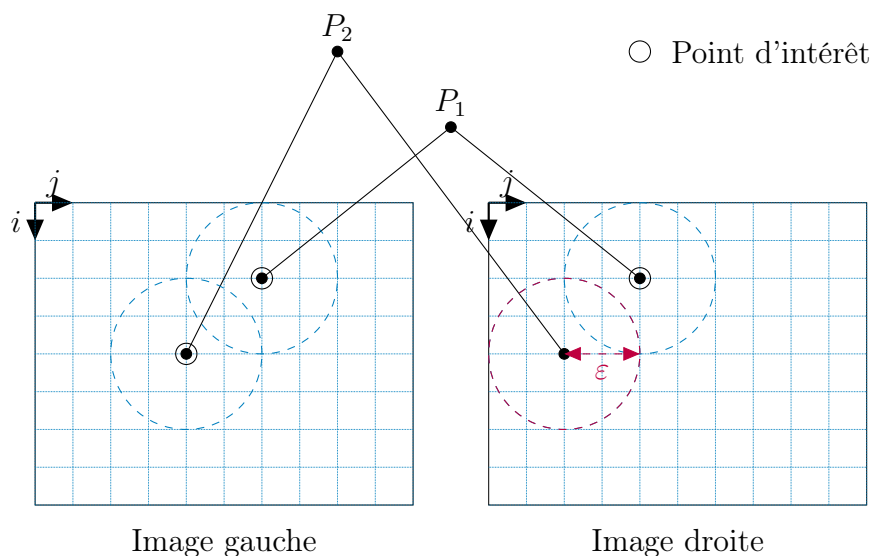 P₂
Point d'intérêt
P₁
j
i
j
i
ε
Image gauche
Image droite